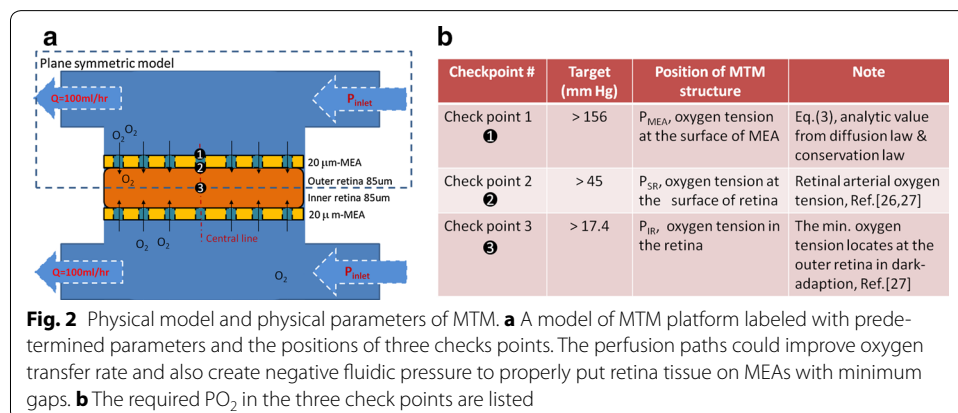 a
Plane symmetric model
Q=100ml/hr
P_inlet
O₂ O₂
1
2
20 μm-MEA
O₂
3
Outer retina 85um
Inner retina 85um
20 μ m-MEA
O₂ O₂
Central line
Q=100ml/hr
O₂
P_inlet
b
Checkpoint # Target (mm Hg) Position of MTM structure Note
Check point 1 ❶ > 156 P_MEA, oxygen tension at the surface of MEA Eq.(3), analytic value from diffusion law & conservation law
Check point 2 ❷ > 45 P_SR, oxygen tension at the surface of retina Retinal arterial oxygen tension, Ref.[26,27]
Check point 3 ❸ > 17.4 P_IR, oxygen tension in the retina The min. oxygen tension locates at the outer retina in dark-adaption, Ref.[27]
Fig. 2 Physical model and physical parameters of MTM. a A model of MTM platform labeled with prede-
termined parameters and the positions of three checks points. The perfusion paths could improve oxygen
transfer rate and also create negative fluidic pressure to properly put retina tissue on MEAs with minimum
gaps. b The required PO₂ in the three check points are listed